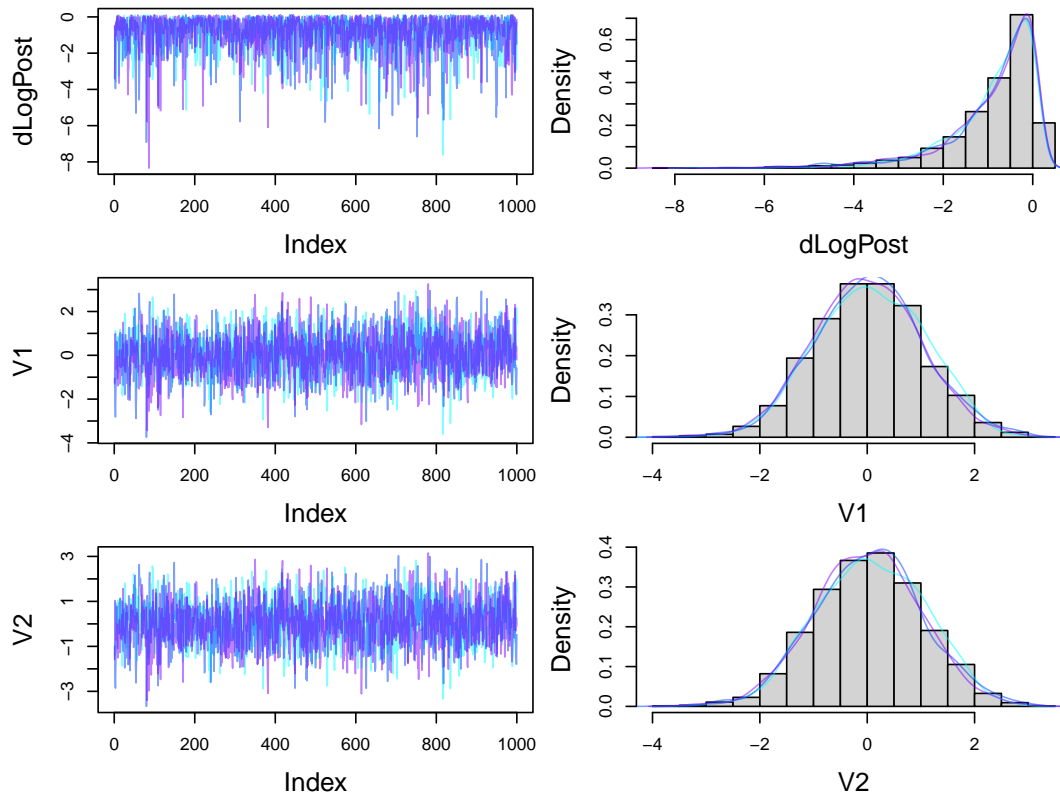 dLogPost
0
−2
−4
−6
−8
0 200 400 600 800 1000
Index
Density
0.0 0.2 0.4 0.6
−8 −6 −4 −2 0
dLogPost
V1
2
0
−2
−4
0 200 400 600 800 1000
Index
Density
0.0 0.1 0.2 0.3
−4 −2 0 2
V1
V2
3
1
−1
−3
0 200 400 600 800 1000
Index
Density
0.0 0.1 0.2 0.3 0.4
−4 −2 0 2
V2